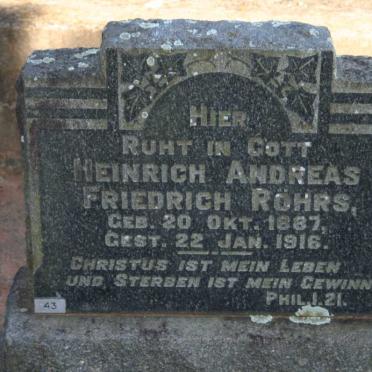 HIER
RUHT IN GOTT
HEINRICH ANDREAS
FRIEDRICH RÖHRS,
GEB. 20. OKT. 1887,
GEST. 22. JAN. 1916.
CHRISTUS IST MEIN LEBEN
UND, STERBEN IST MEIN GEWINN
PHIL.1.21.
43